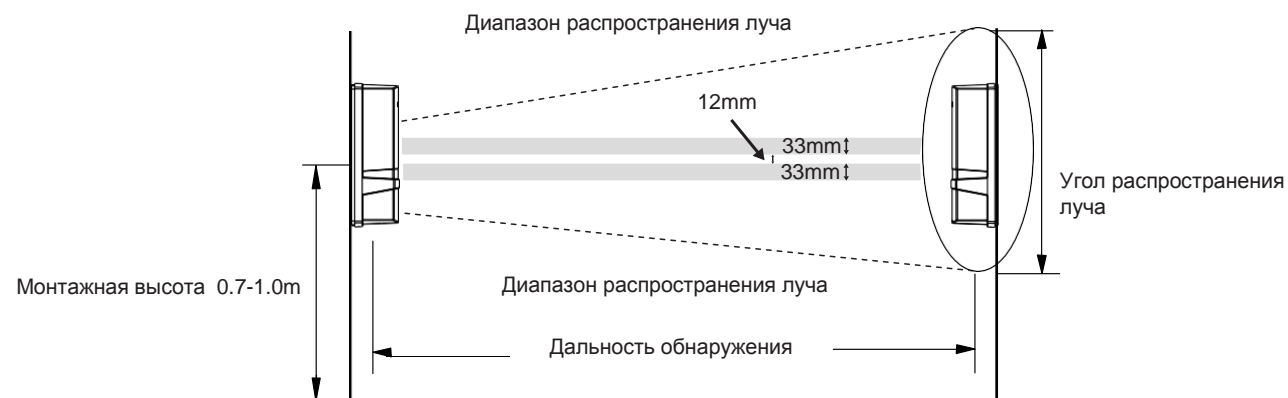 Диапазон распространения луча
12mm
33mm
33mm
Угол распространения
луча
Монтажная высота 0.7-1.0m
Диапазон распространения луча
Дальность обнаружения